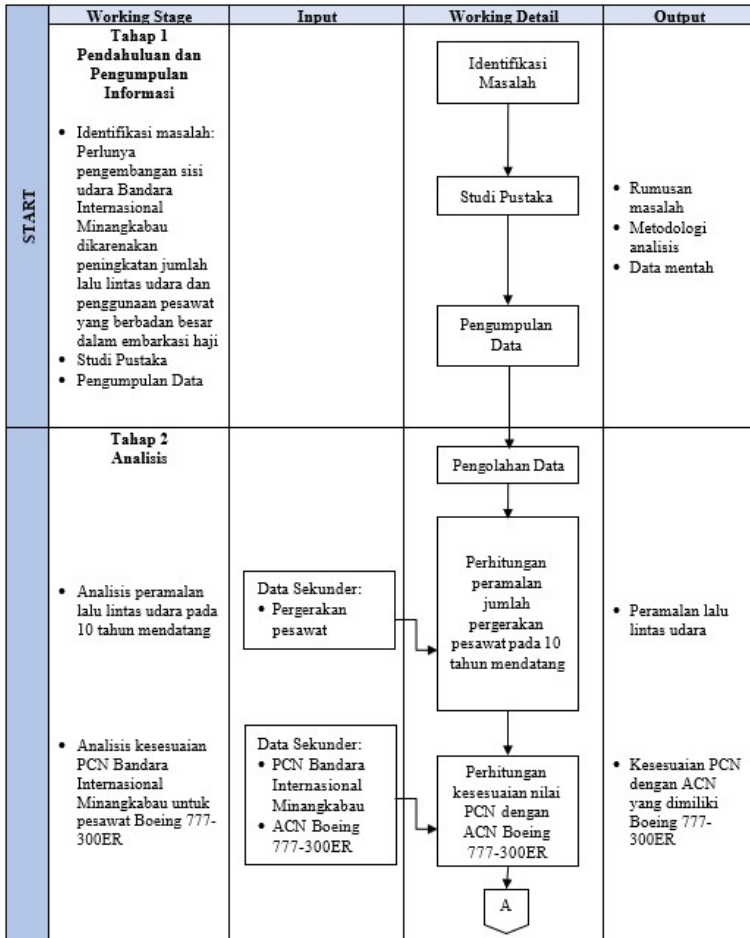 Working Stage
Input
Working Detail
Output
START
Tahap 1
Pendahuluan dan
Pengumpulan
Informasi
• Identifikasi masalah:
Perlunya
pengembangan sisi
udara Bandara
Internasional
Minangkabau
dikarenakan
peningkatan jumlah
lalu lintas udara dan
penggunaan pesawat
yang berbadan besar
dalam embarkasi haji
• Studi Pustaka
• Pengumpulan Data
Identifikasi
Masalah
Studi Pustaka
Pengumpulan
Data
• Rumusan
masalah
• Metodologi
analisis
• Data mentah
Tahap 2
Analisis
Pengolahan Data
• Analisis peramalan
lalu lintas udara pada
10 tahun mendatang
Data Sekunder:
• Pergerakan
pesawat
Perhitungan
peramalan
jumlah
pergerakan
pesawat pada 10
tahun mendatang
• Peramalan lalu
lintas udara
• Analisis kesesuaian
PCN Bandara
Internasional
Minangkabau untuk
pesawat Boeing 777-
300ER
Data Sekunder:
• PCN Bandara
Internasional
Minangkabau
• ACN Boeing
777-300ER
Perhitungan
kesesuaian nilai
PCN dengan
ACN Boeing
777-300ER
• Kesesuaian PCN
dengan ACN
yang dimiliki
Boeing 777-
300ER
A